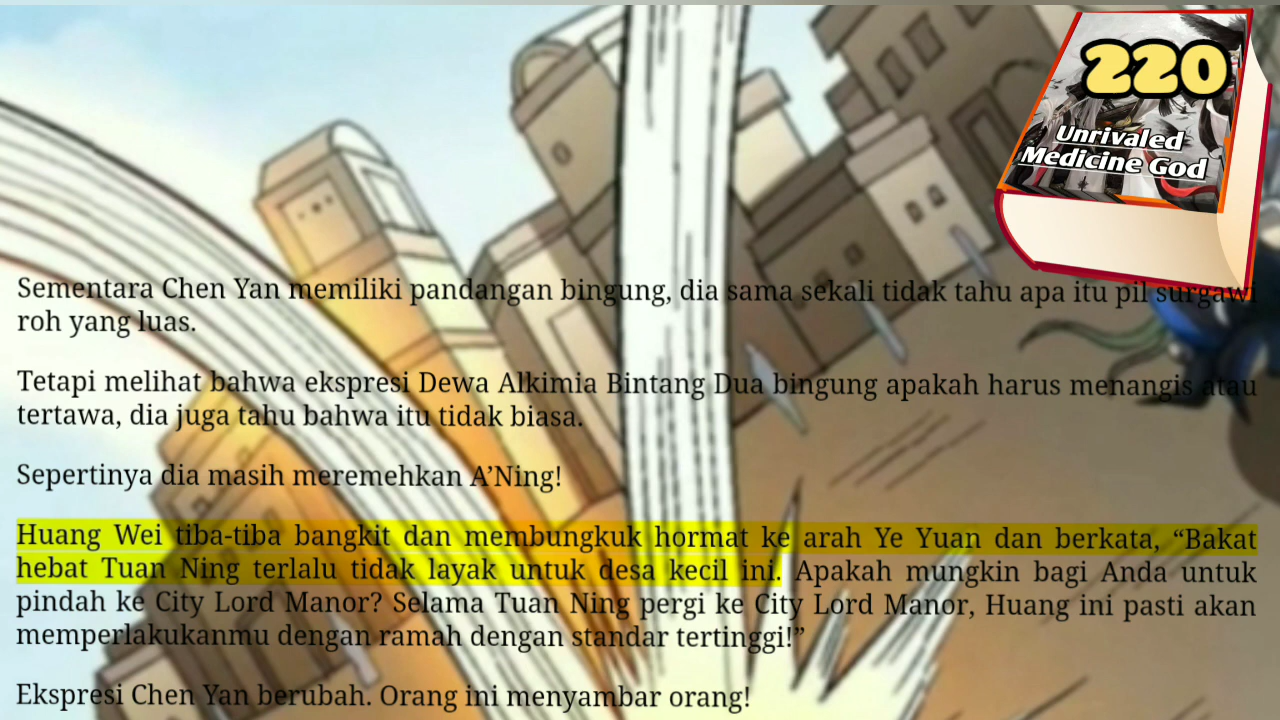 220
Unrivaled
Medicine God
Sementara Chen Yan memiliki pandangan bingung, dia sama sekali tidak tahu apa itu pil surgawi
roh yang luas.
Tetapi melihat bahwa ekspresi Dewa Alkimia Bintang Dua bingung apakah harus menangis atau
tertawa, dia juga tahu bahwa itu tidak biasa.
Sepertinya dia masih meremehkan A’Ning!
Huang Wei tiba-tiba bangkit dan membungkuk hormat ke arah Ye Yuan dan berkata, “Bakat
hebat Tuan Ning terlalu tidak layak untuk desa kecil ini. Apakah mungkin bagi Anda untuk
pindah ke City Lord Manor? Selama Tuan Ning pergi ke City Lord Manor, Huang ini pasti akan
memperlakukanmu dengan ramah dengan standar tertinggi!”
Ekspresi Chen Yan berubah. Orang ini menyambar orang!